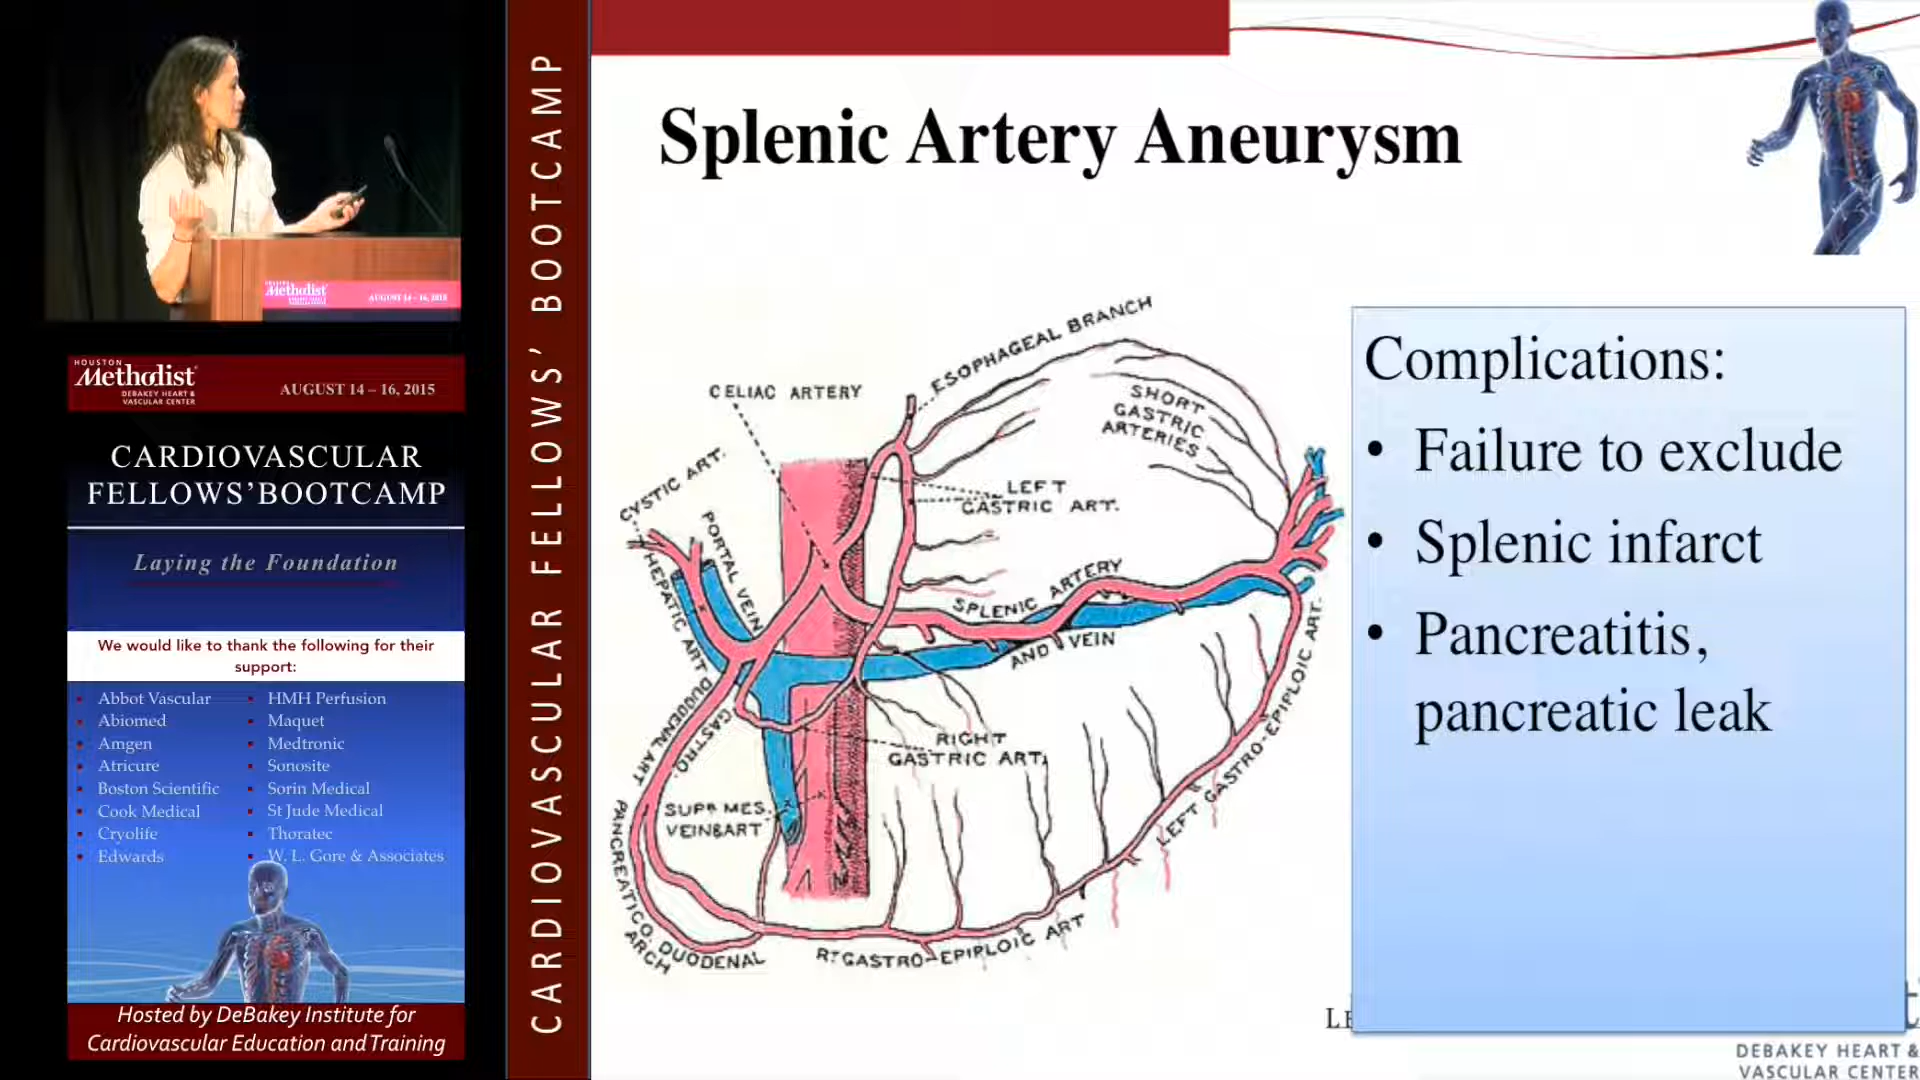 Methodist
AUGUST 14 – 16, 2015
HOUSTON
Methodist
DEBAKEY HEART &
VASCULAR CENTER
AUGUST 14 – 16, 2015
CARDIOVASCULAR
FELLOWS'BOOTCAMP
Laying the Foundation
We would like to thank the following for their
support:
Abbot Vascular
Abiomed
Amgen
Atricure
Boston Scientific
Cook Medical
Cryolife
Edwards
HMH Perfusion
Maquet
Medtronic
Sonosite
Sorin Medical
St Jude Medical
Thoratec
W. L. Gore & Associates
Hosted by DeBakey Institute for
Cardiovascular Education and Training
CARDIOVASCULAR FELLOWS' BOOTCAMP
Splenic Artery Aneurysm
ESOPHAGEAL BRANCH
CELIAC ARTERY
SHORT
GASTRIC
ARTERIES
CYSTIC ART.
LEFT
GASTRIC ART.
PORTAL VEIN
HEPATIC ART
SPLENIC ARTERY
AND VEIN
GASTRO-
DUODENAL ART
RIGHT
GASTRIC ART.
SUPR MES.
VEIN&ART
LEFT GASTRO-EPIPLOIC ART.
PANCREATICO-DUODENAL
ARCH
RT GASTRO-EPIPLOIC ART
Complications:
• Failure to exclude
• Splenic infarct
• Pancreatitis,
pancreatic leak
DEBAKEY HEART &
VASCULAR CENTER